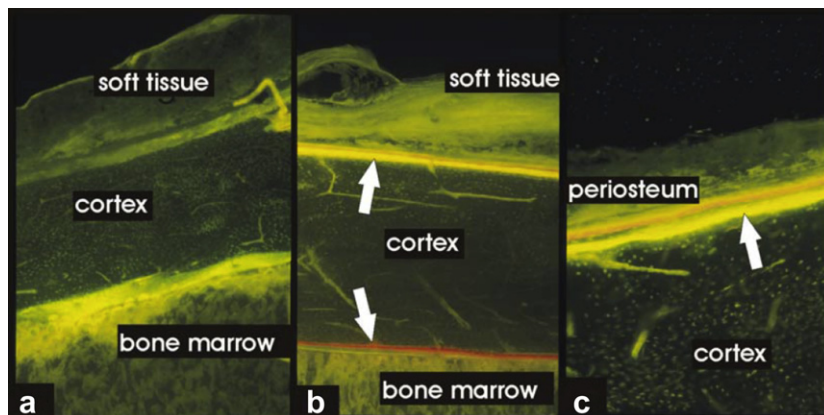 soft tissue
cortex
bone marrow
a
soft tissue
cortex
bone marrow
b
periosteum
cortex
c